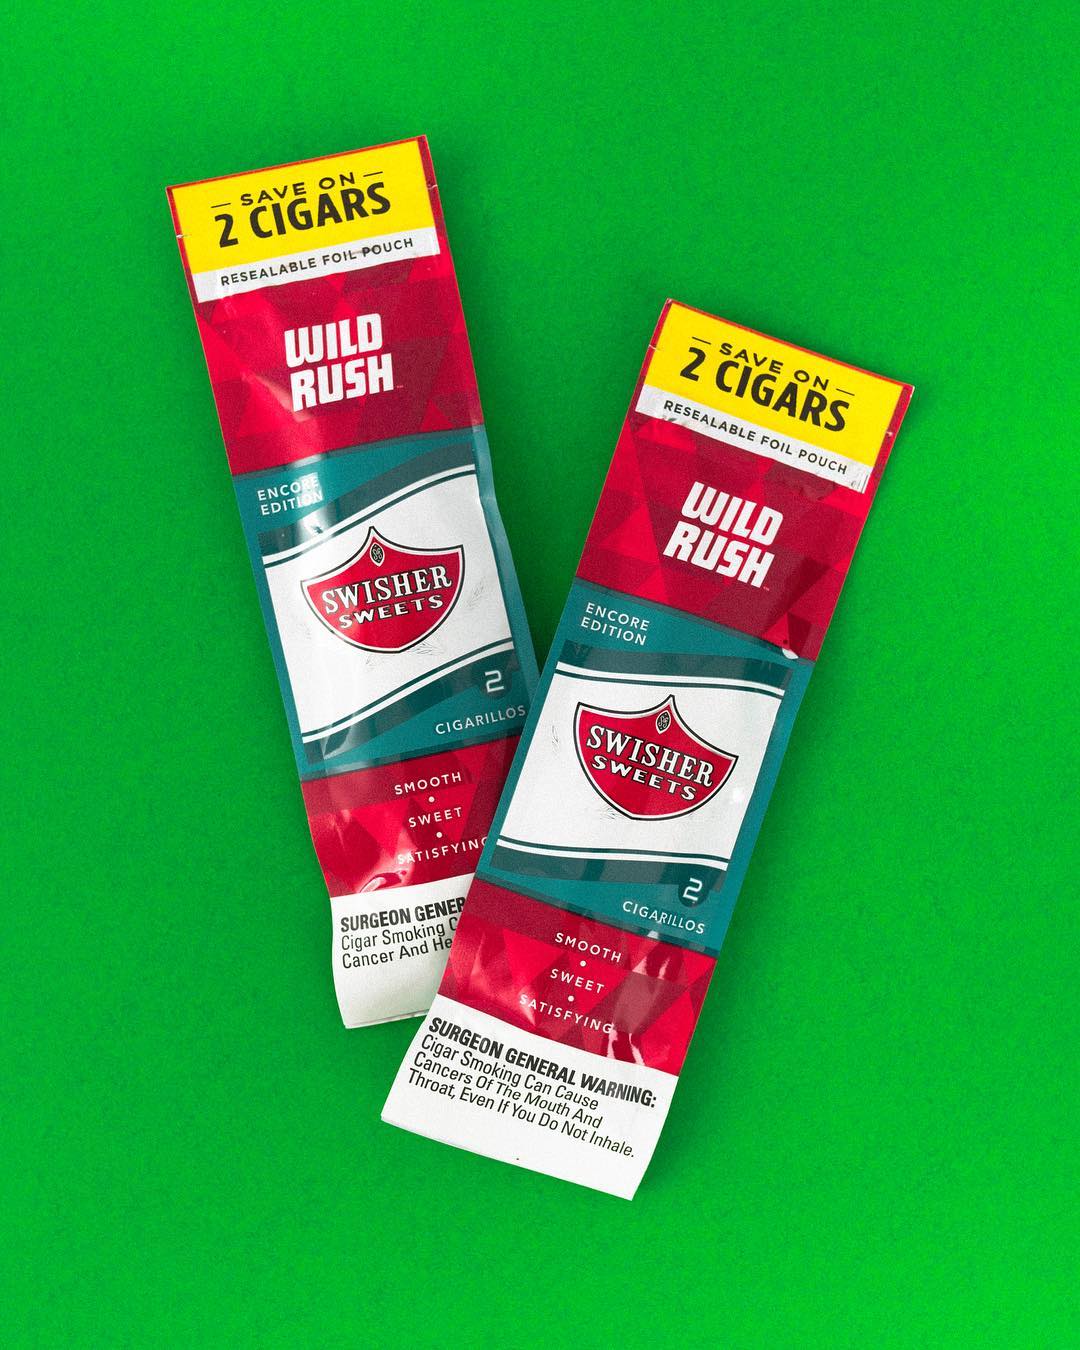 — SAVE ON —
2 CIGARS
RESEALABLE FOIL POUCH
WILD
RUSH
ENCORE
EDITION
SWISHER
SWEETS
2
CIGARILLOS
SMOOTH
•
SWEET
•
SATISFYING
SURGEON GENER
Cigar Smoking C
Cancer And He
— SAVE ON —
2 CIGARS
RESEALABLE FOIL POUCH
WILD
RUSH
ENCORE
EDITION
SWISHER
SWEETS
2
CIGARILLOS
SMOOTH
•
SWEET
•
SATISFYING
SURGEON GENERAL WARNING:
Cigar Smoking Can Cause
Cancers Of The Mouth And
Throat, Even If You Do Not Inhale.